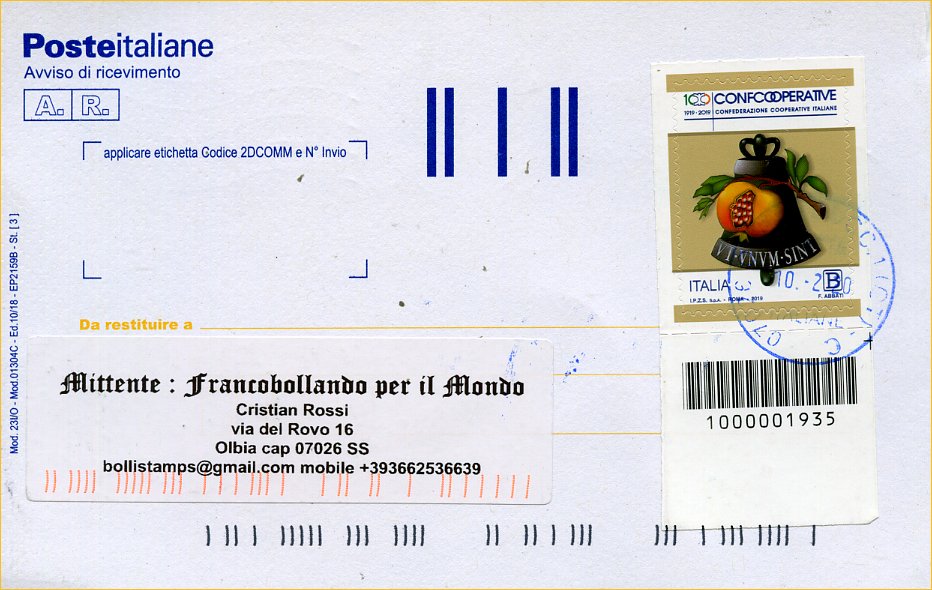 Posteitaliane
Avviso di ricevimento
A. R.
applicare etichetta Codice 2DCOMM e N° Invio
Mod. 23I/O - Mod.01304C - Ed.10/18 - EP2159B - St. [ 3 ]
100 CONFCOOPERATIVE
1919 • 2019 CONFEDERAZIONE COOPERATIVE ITALIANE
VT • VNVM • SINT
ITALIA B
I.P.Z.S. S.p.A. - ROMA - 2019 F. ABBATI
10.-2
Da restituire a
Mittente : Francobollando per il Mondo
Cristian Rossi
via del Rovo 16
Olbia cap 07026 SS
bollistamps@gmail.com mobile +393662536639
1000001935